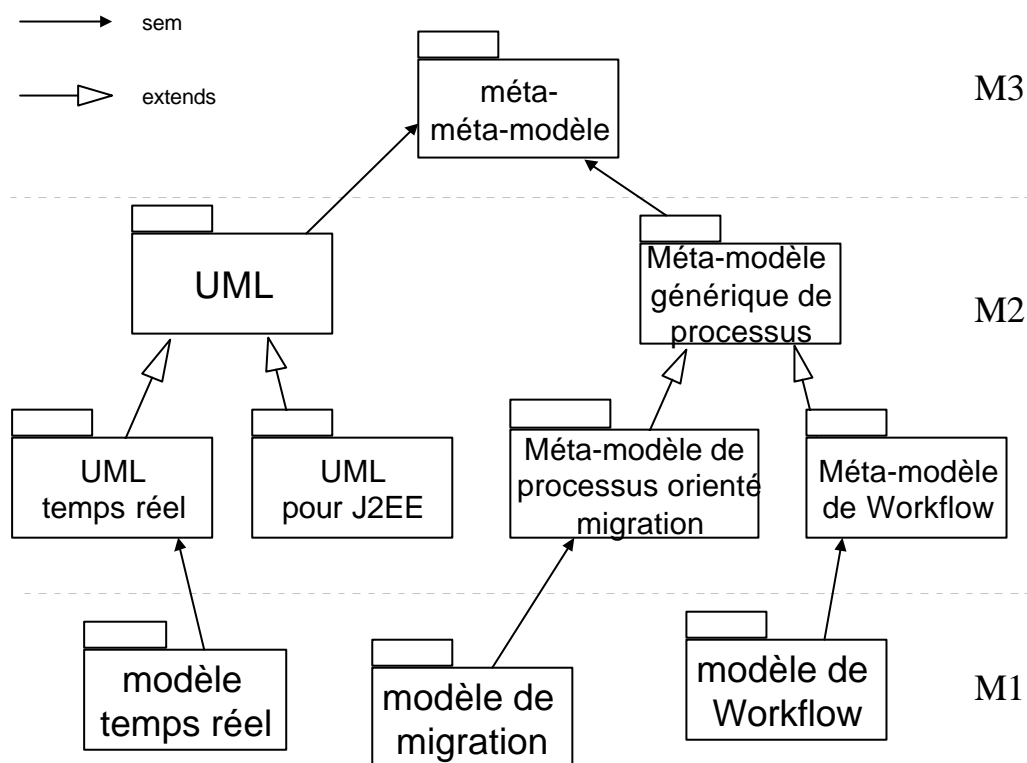 sem
extends
méta-
méta-modèle
M3
UML
Méta-modèle
générique de
processus
M2
UML
temps réel
UML
pour J2EE
Méta-modèle de
processus orienté
migration
Méta-modèle
de Workflow
modèle
temps réel
modèle de
migration
modèle de
Workflow
M1